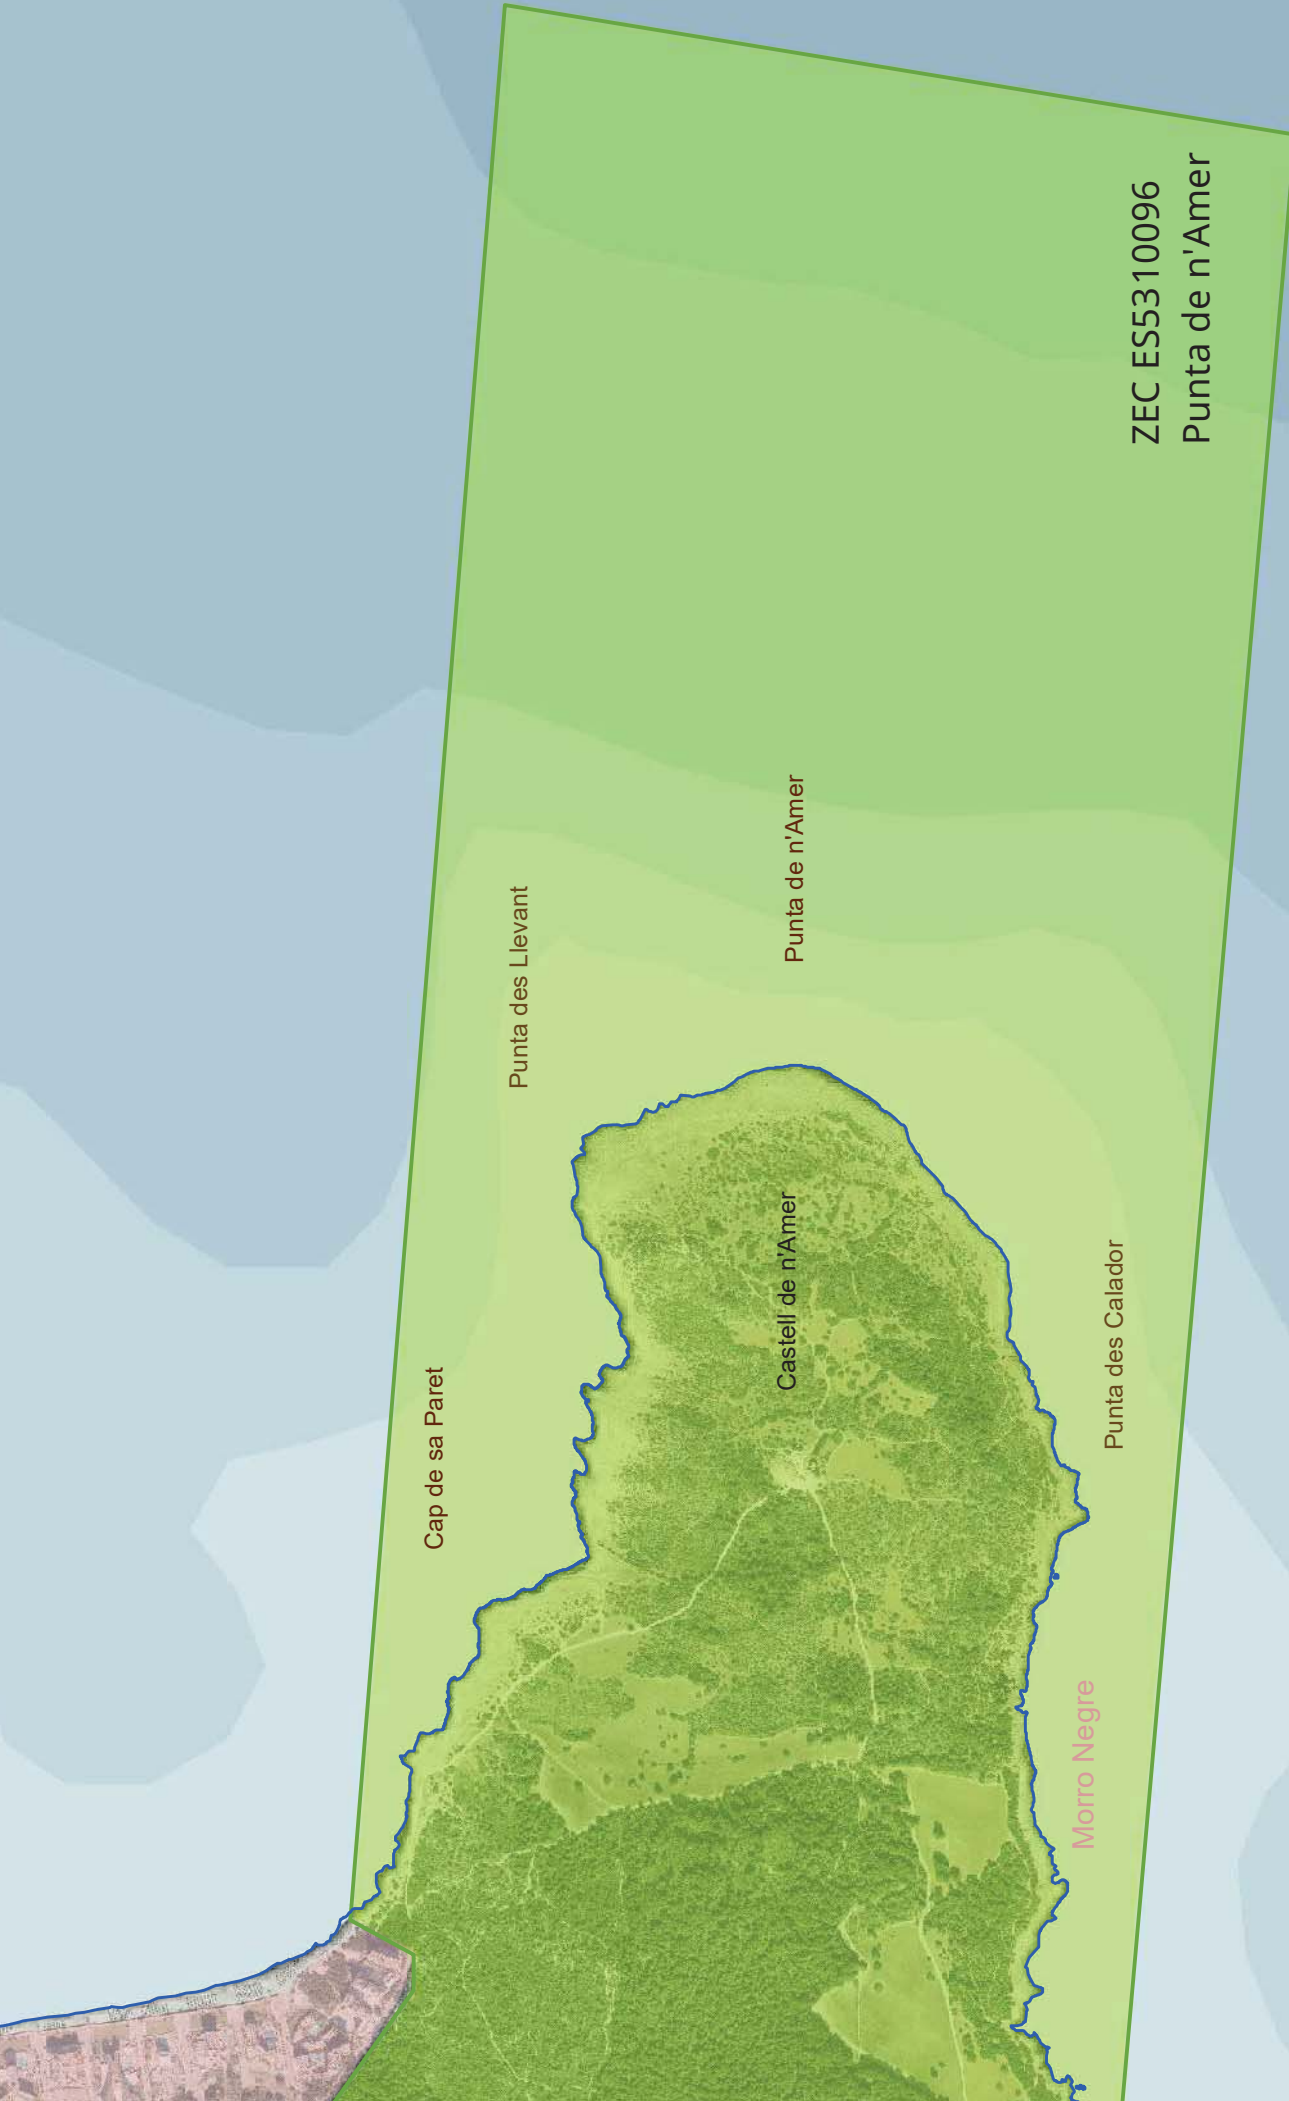 Cap de sa Paret
Punta des Llevant
Castell de n'Amer
Punta de n'Amer
Morro Negre
Punta des Calador
ZEC ES5310096
Punta de n'Amer